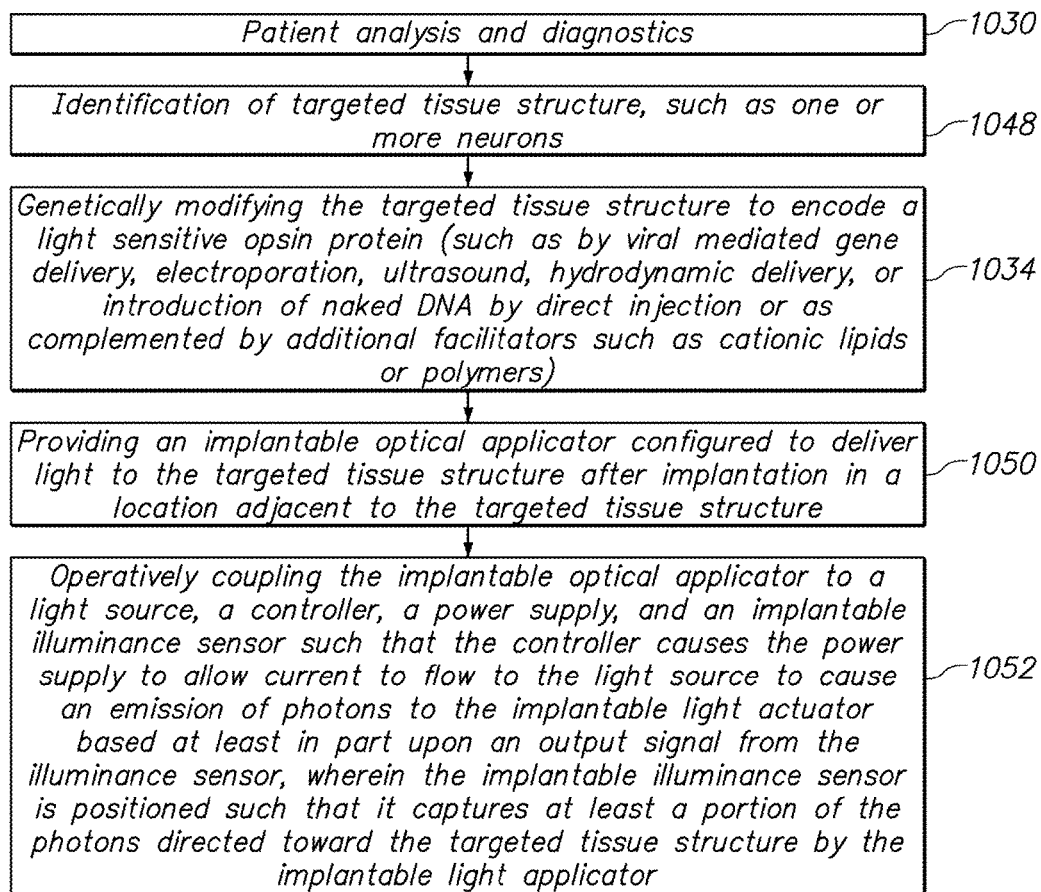 Patient analysis and diagnostics
1030
Identification of targeted tissue structure, such as one or
more neurons
1048
Genetically modifying the targeted tissue structure to encode a
light sensitive opsin protein (such as by viral mediated gene
delivery, electroporation, ultrasound, hydrodynamic delivery, or
introduction of naked DNA by direct injection or as
complemented by additional facilitators such as cationic lipids
or polymers)
1034
Providing an implantable optical applicator configured to deliver
light to the targeted tissue structure after implantation in a
location adjacent to the targeted tissue structure
1050
Operatively coupling the implantable optical applicator to a
light source, a controller, a power supply, and an implantable
illuminance sensor such that the controller causes the power
supply to allow current to flow to the light source to cause
an emission of photons to the implantable light actuator
based at least in part upon an output signal from the
illuminance sensor, wherein the implantable illuminance sensor
is positioned such that it captures at least a portion of the
photons directed toward the targeted tissue structure by the
implantable light applicator
1052